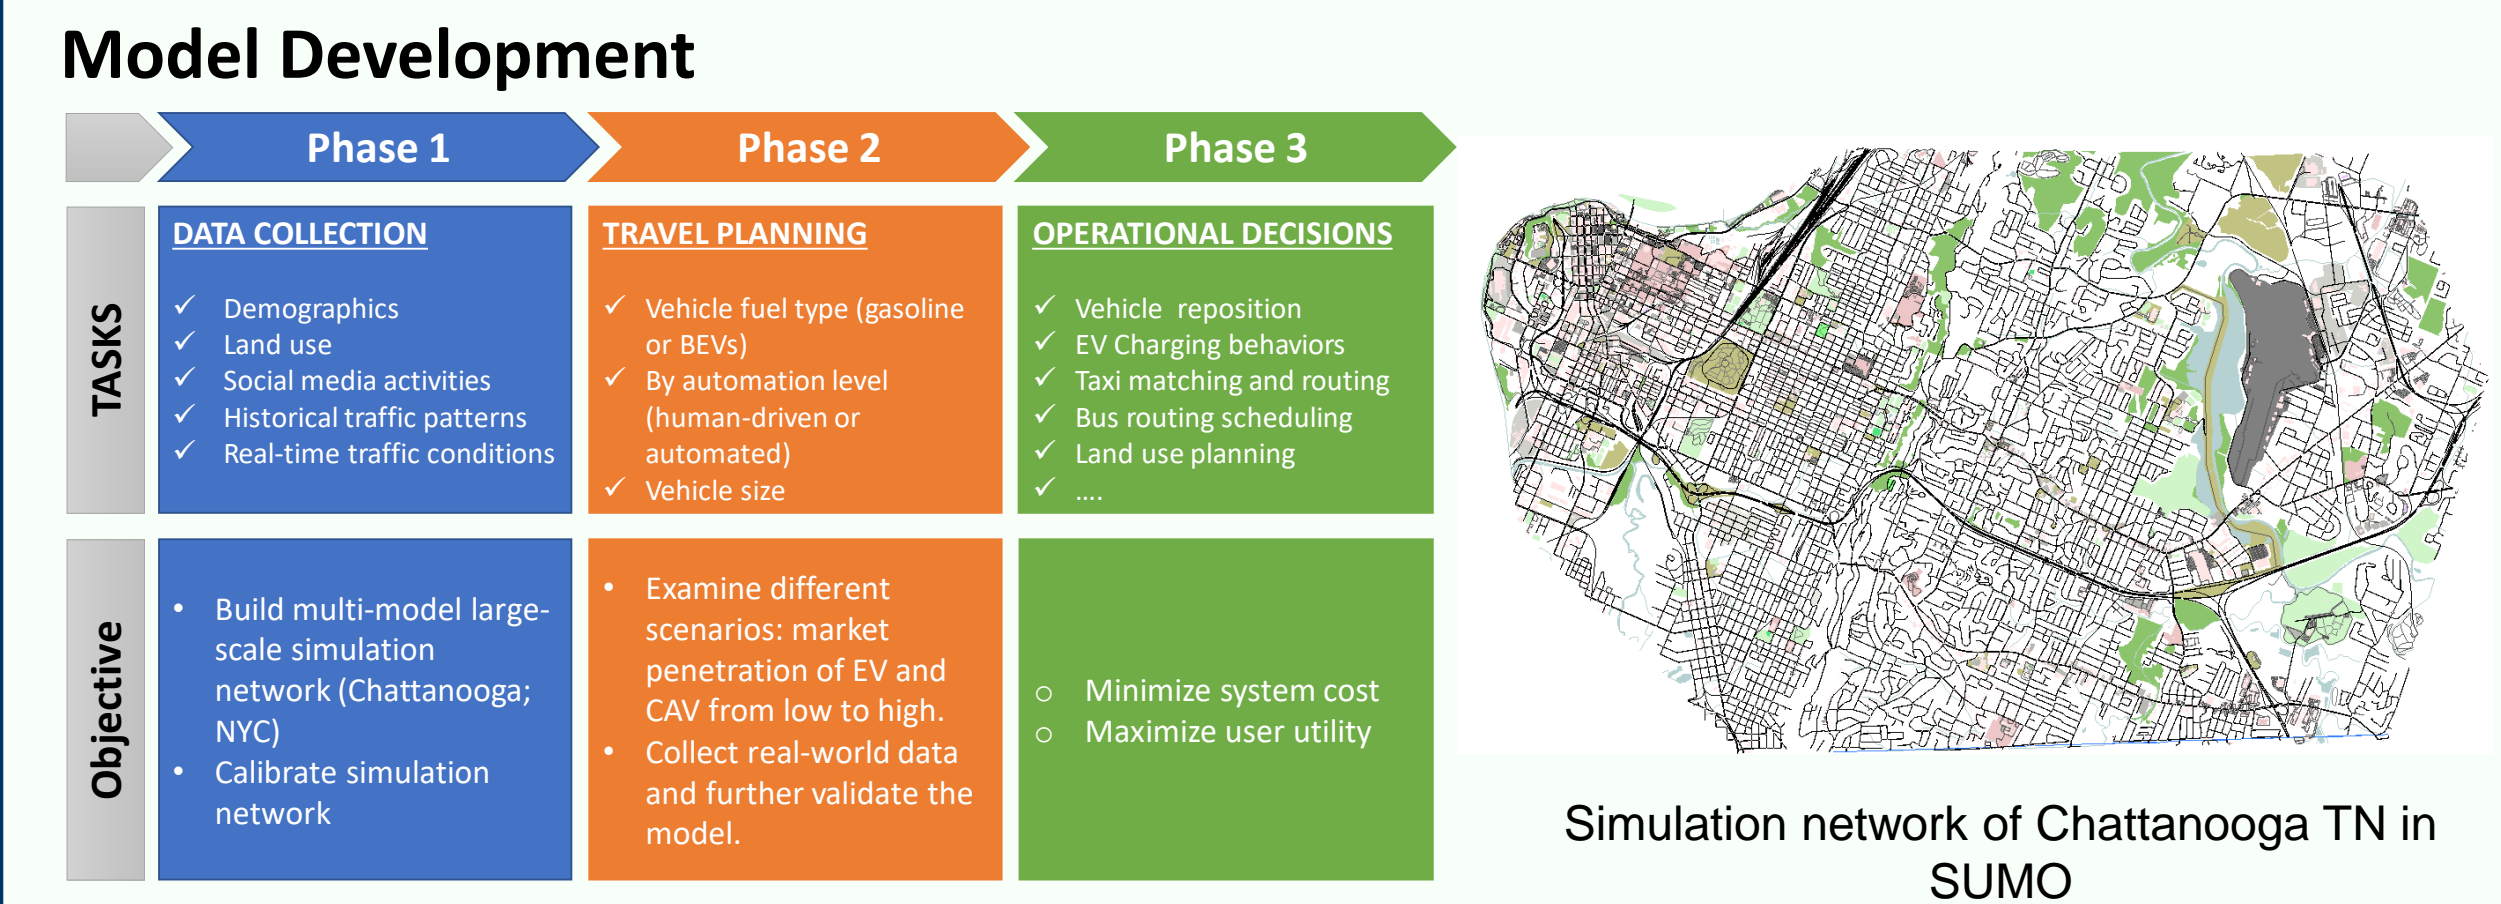 Model Development
Phase 1
Phase 2
Phase 3
TASKS
DATA COLLECTION
✓ Demographics
✓ Land use
✓ Social media activities
✓ Historical traffic patterns
✓ Real-time traffic conditions
TRAVEL PLANNING
✓ Vehicle fuel type (gasoline
or BEVs)
✓ By automation level
(human-driven or
automated)
✓ Vehicle size
OPERATIONAL DECISIONS
✓ Vehicle  reposition
✓ EV Charging behaviors
✓ Taxi matching and routing
✓ Bus routing scheduling
✓ Land use planning
✓ ....
Objective
• Build multi-model large-
scale simulation
network (Chattanooga;
NYC)
• Calibrate simulation
network
• Examine different
scenarios: market
penetration of EV and
CAV from low to high.
• Collect real-world data
and further validate the
model.
○ Minimize system cost
○ Maximize user utility
Simulation network of Chattanooga TN in
SUMO